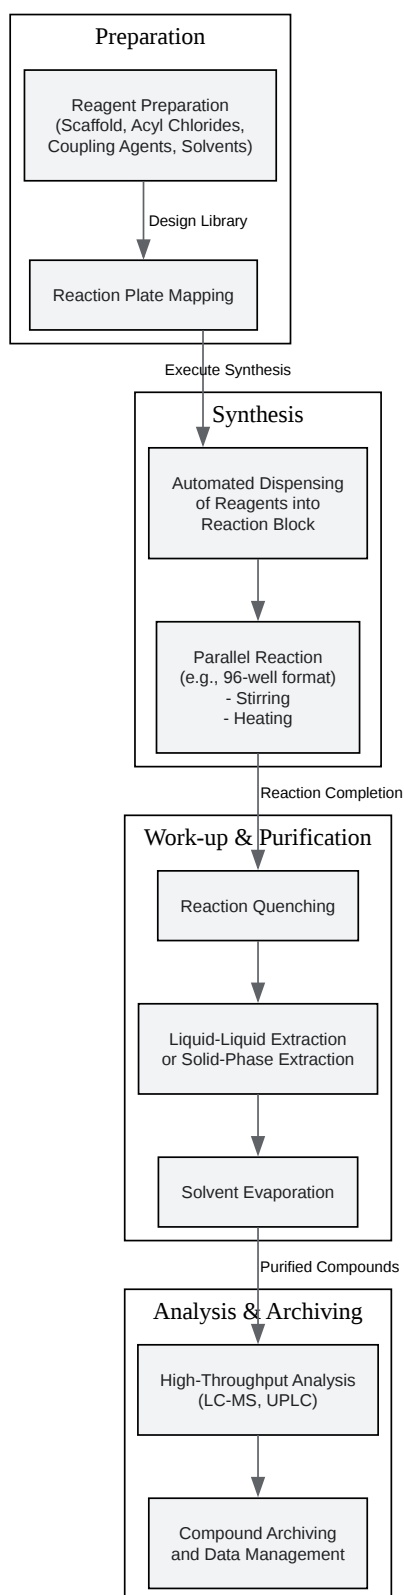 Preparation
Reagent Preparation
(Scaffold, Acyl Chlorides,
Coupling Agents, Solvents)
Design Library
Reaction Plate Mapping
Execute Synthesis
Synthesis
Automated Dispensing
of Reagents into
Reaction Block
Parallel Reaction
(e.g., 96-well format)
- Stirring
- Heating
Reaction Completion
Work-up & Purification
Reaction Quenching
Liquid-Liquid Extraction
or Solid-Phase Extraction
Solvent Evaporation
Purified Compounds
Analysis & Archiving
High-Throughput Analysis
(LC-MS, UPLC)
Compound Archiving
and Data Management